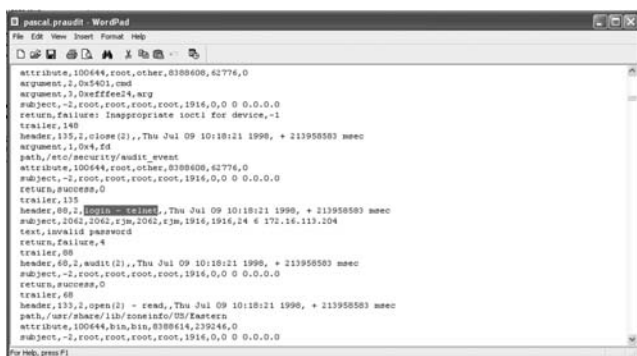 pascal.praudit - WordPad
File Edit View Insert Format Help
attribute,100644,root,other,8388608,62776,0
argument,2,0x5401,cmd
argument,3,0xefffee24,arg
subject,-2,root,root,root,root,1916,0,0 0 0.0.0.0
return,failure: Inappropriate ioctl for device,-1
trailer,148
header,135,2,close(2),,Thu Jul 09 10:18:21 1998, + 213958583 msec
argument,1,0x4,fd
path,/etc/security/audit_event
attribute,100644,root,other,8388608,62776,0
subject,-2,root,root,root,root,1916,0,0 0 0.0.0.0
return,success,0
trailer,135
header,88,2,login - telnet,,Thu Jul 09 10:18:21 1998, + 213958583 msec
subject,2062,2062,rjm,2062,rjm,1916,1916,24 6 172.16.113.204
text,invalid password
return,failure,4
trailer,88
header,68,2,audit(2),,Thu Jul 09 10:18:21 1998, + 213958583 msec
subject,-2,root,root,root,root,1916,0,0 0 0.0.0.0
return,success,0
trailer,68
header,133,2,open(2) - read,,Thu Jul 09 10:18:21 1998, + 213958583 msec
path,/usr/share/lib/zoneinfo/US/Eastern
attribute,100644,bin,bin,8388614,239246,0
subject,-2,root,root,root,root,1916,0,0 0 0.0.0.0
For Help, press F1